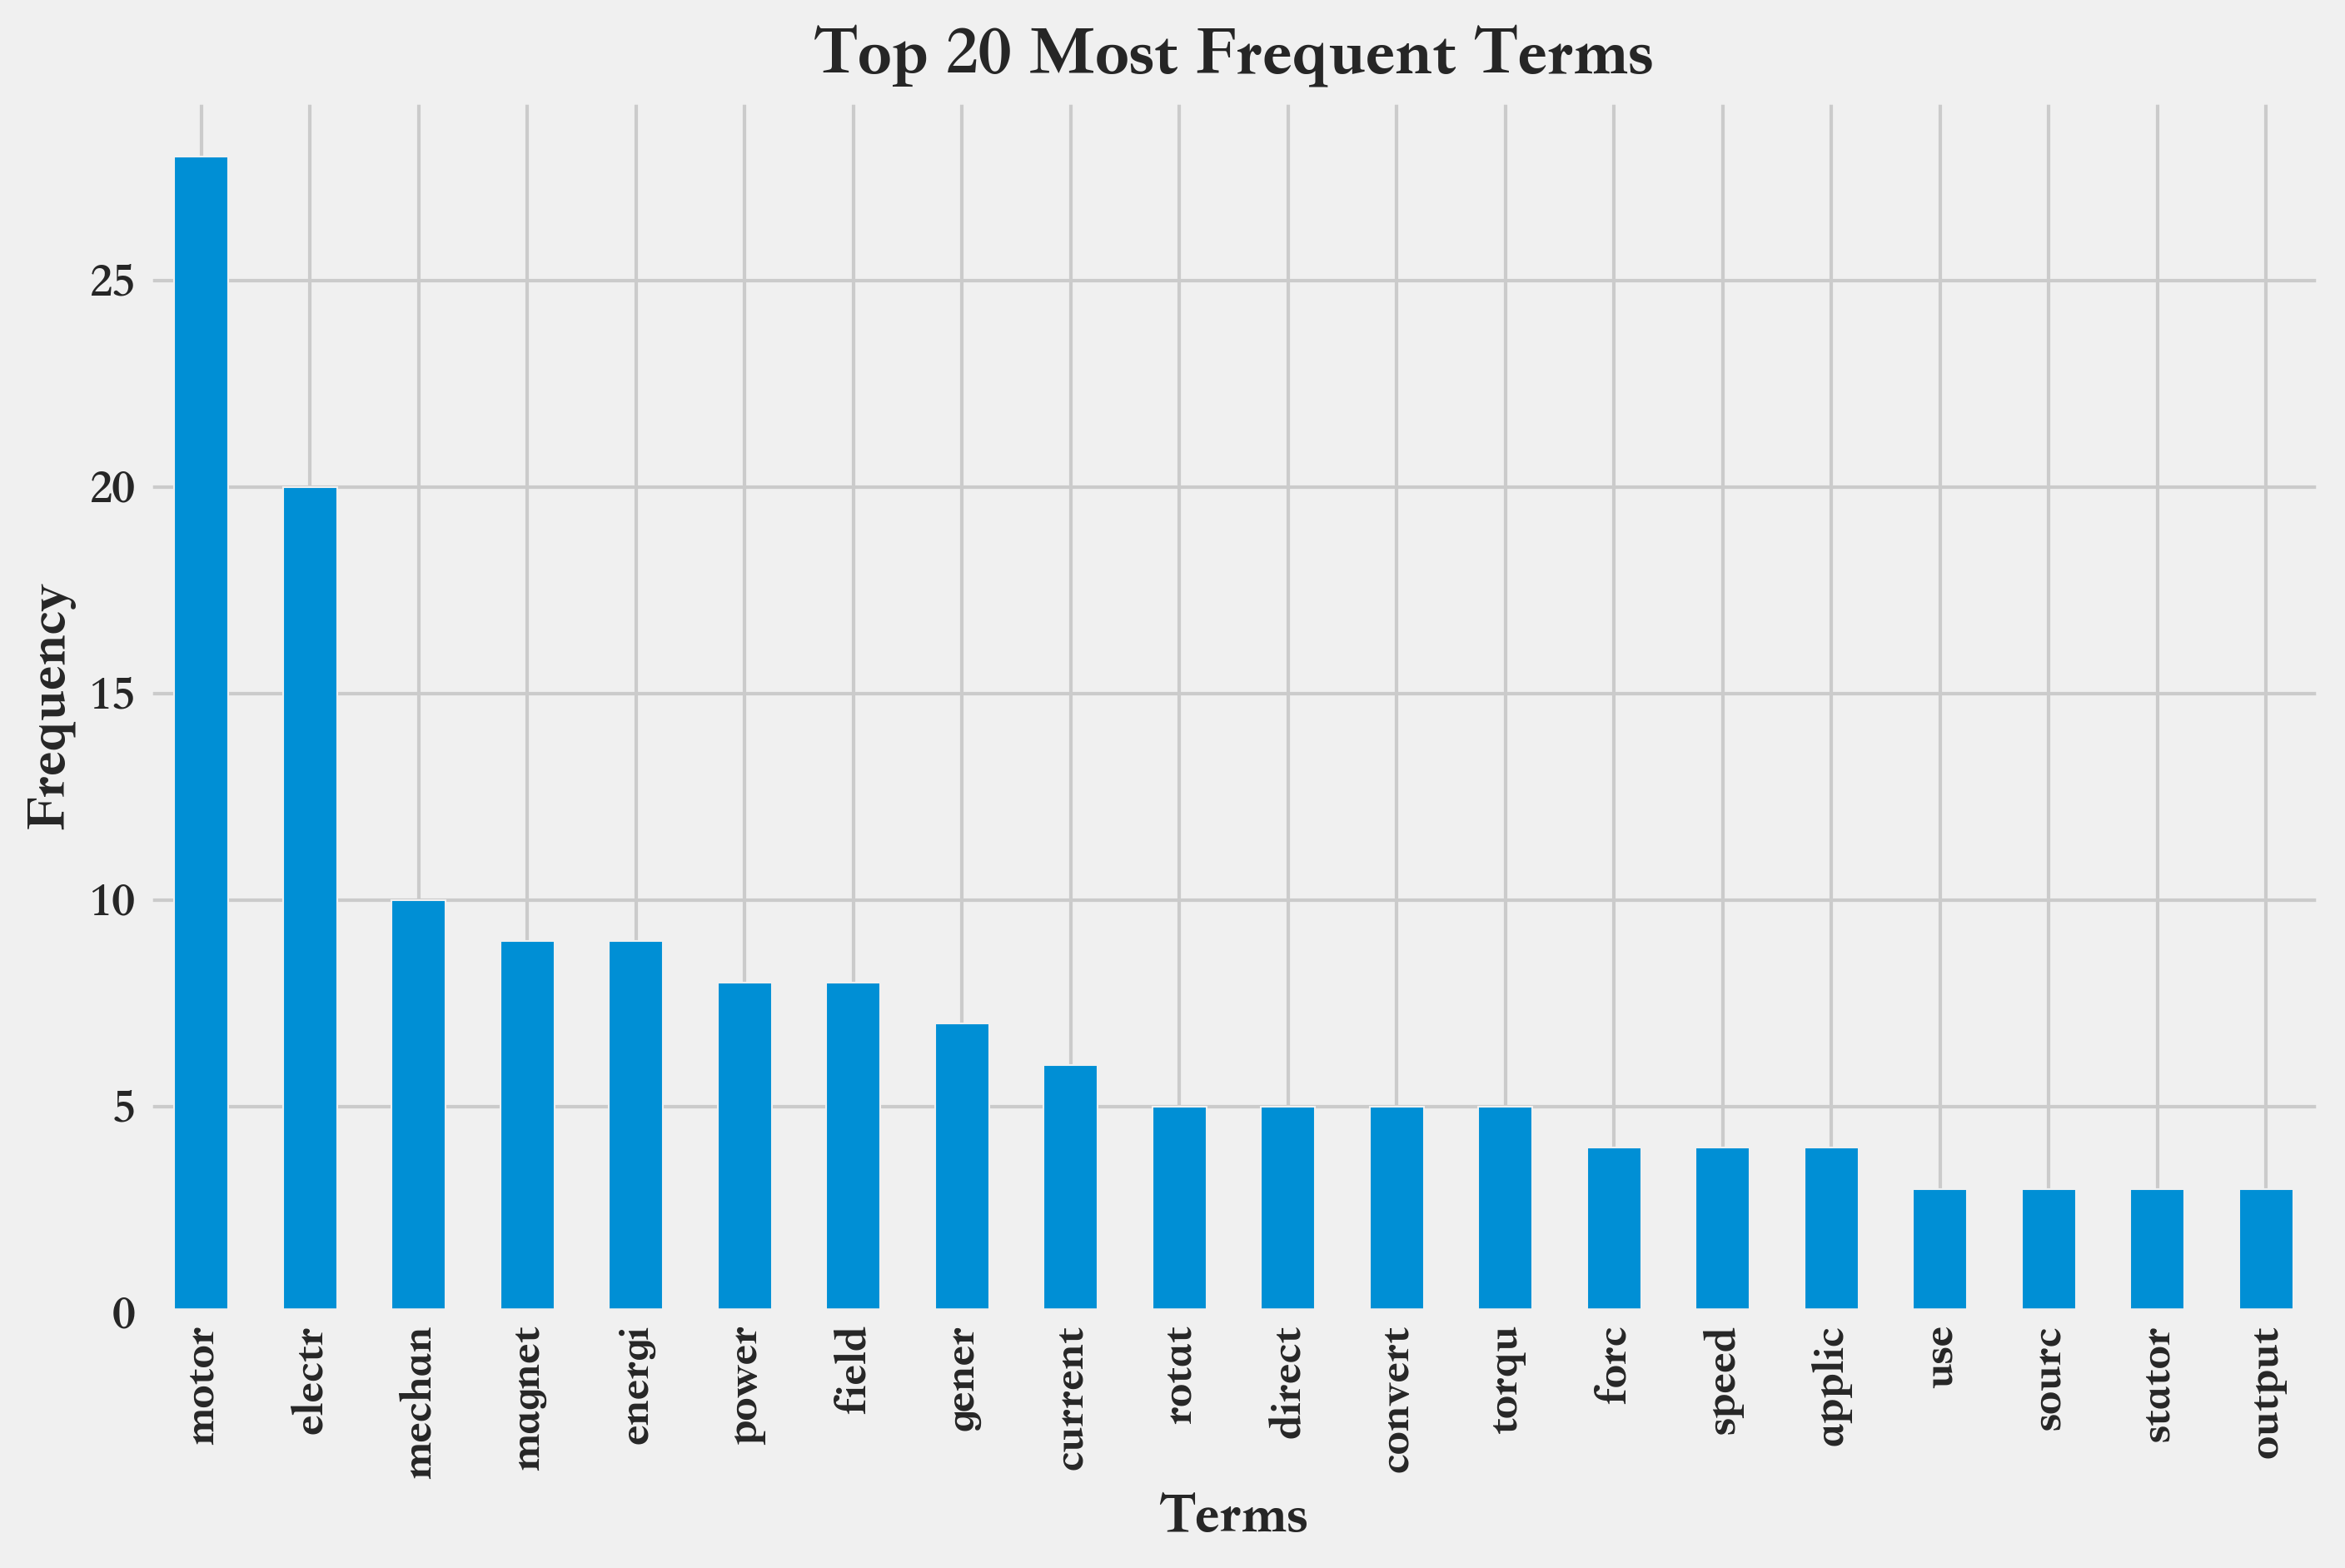 Top 20 Most Frequent Terms
Frequency
25
20
15
10
5
0
motor
electr
mechan
magnet
energi
power
field
gener
current
rotat
direct
convert
torqu
forc
speed
applic
use
sourc
stator
output
Terms